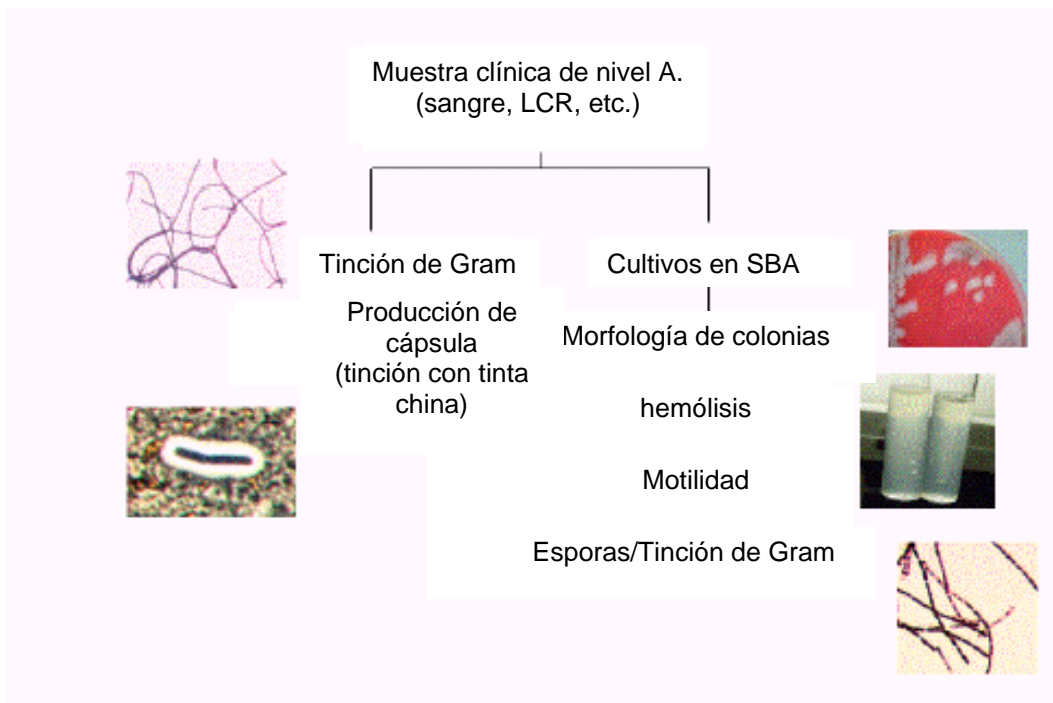 Muestra clínica de nivel A.
(sangre, LCR, etc.)
Tinción de Gram
Producción de
cápsula
(tinción con tinta
china)
Cultivos en SBA
Morfología de colonias
hemólisis
Motilidad
Esporas/Tinción de Gram